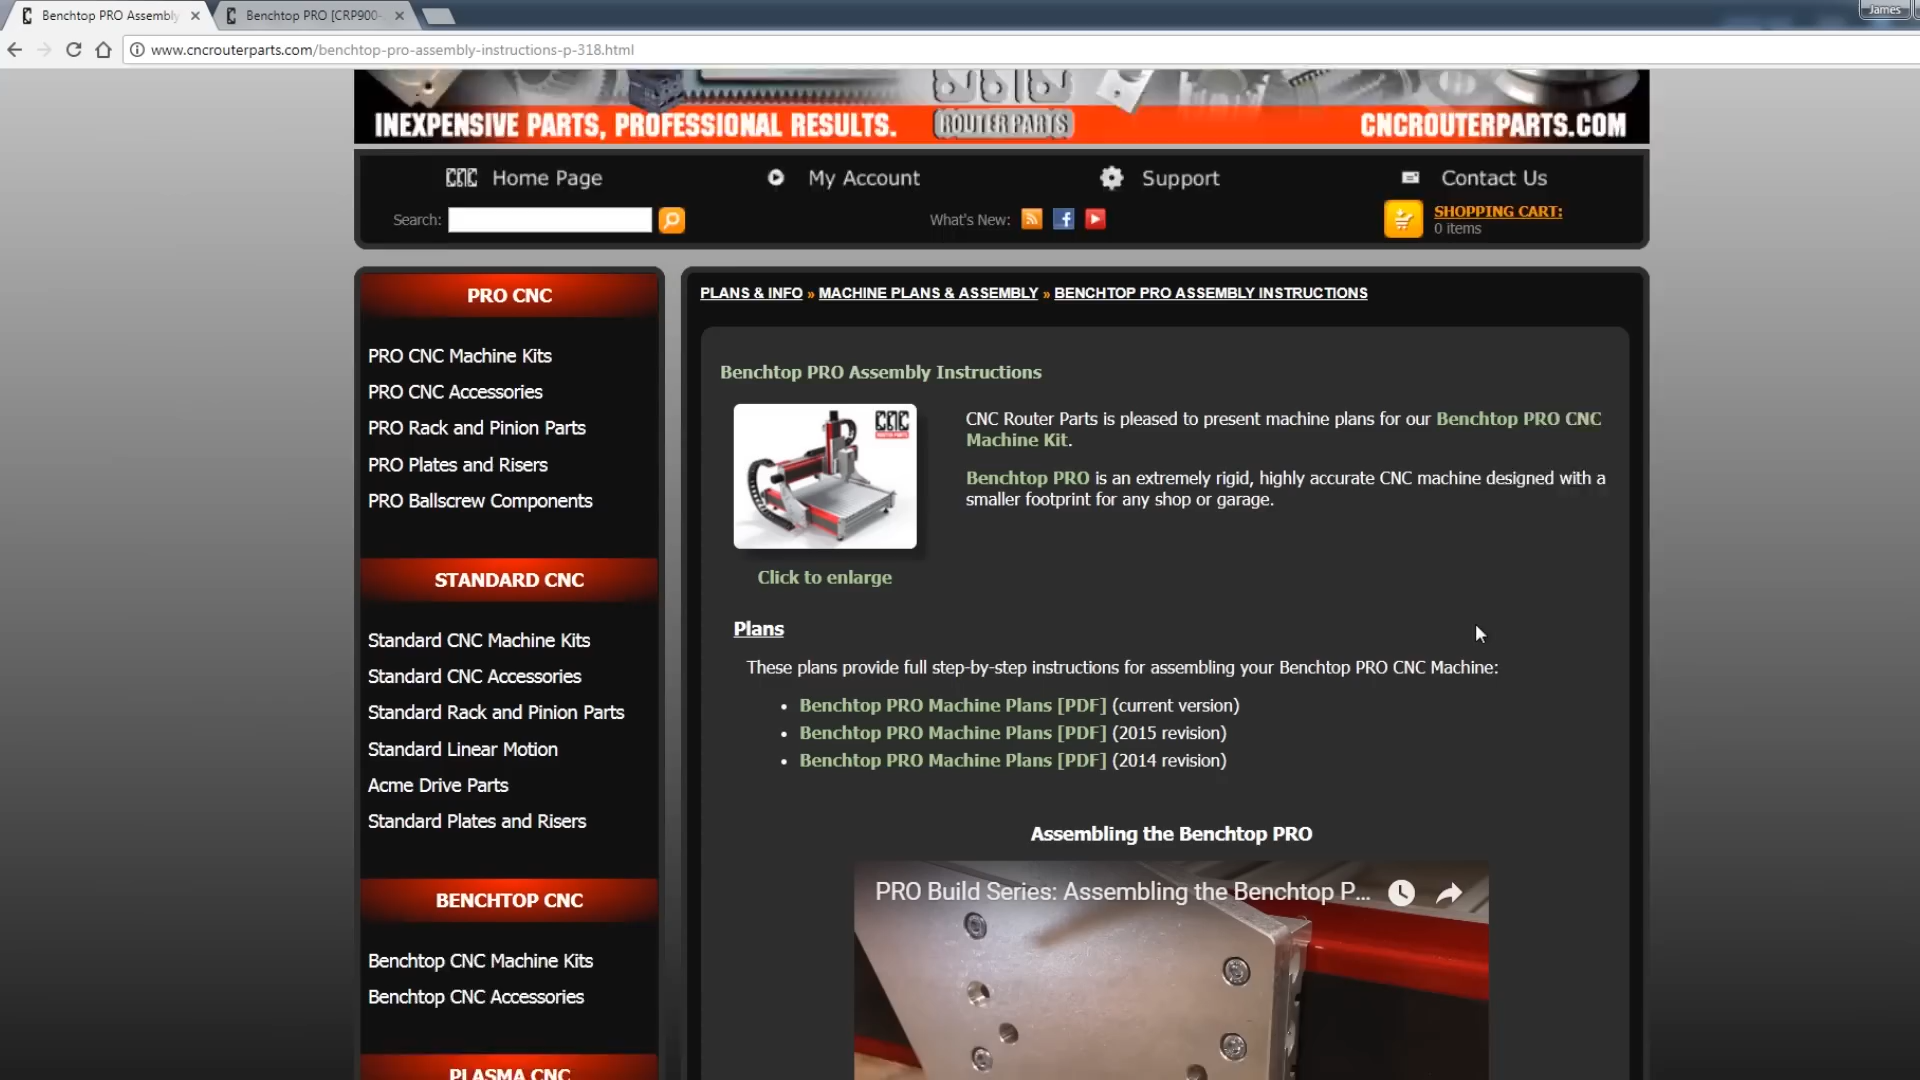 Benchtop PRO Assembly
Benchtop PRO [CRP900-
James
www.cncrouterparts.com/benchtop-pro-assembly-instructions-p-318.html
INEXPENSIVE PARTS, PROFESSIONAL RESULTS.
ROUTER PARTS
CNCROUTERPARTS.COM
CNC Home Page
My Account
Support
Contact Us
Search:
What's New:
SHOPPING CART:
0 items
PRO CNC
PRO CNC Machine Kits
PRO CNC Accessories
PRO Rack and Pinion Parts
PRO Plates and Risers
PRO Ballscrew Components
STANDARD CNC
Standard CNC Machine Kits
Standard CNC Accessories
Standard Rack and Pinion Parts
Standard Linear Motion
Acme Drive Parts
Standard Plates and Risers
BENCHTOP CNC
Benchtop CNC Machine Kits
Benchtop CNC Accessories
PLASMA CNC
PLANS & INFO » MACHINE PLANS & ASSEMBLY » BENCHTOP PRO ASSEMBLY INSTRUCTIONS
Benchtop PRO Assembly Instructions
CNC
ROUTER PARTS
Click to enlarge
CNC Router Parts is pleased to present machine plans for our Benchtop PRO CNC
Machine Kit.
Benchtop PRO is an extremely rigid, highly accurate CNC machine designed with a
smaller footprint for any shop or garage.
Plans
These plans provide full step-by-step instructions for assembling your Benchtop PRO CNC Machine:
• Benchtop PRO Machine Plans [PDF] (current version)
• Benchtop PRO Machine Plans [PDF] (2015 revision)
• Benchtop PRO Machine Plans [PDF] (2014 revision)
Assembling the Benchtop PRO
PRO Build Series: Assembling the Benchtop P...